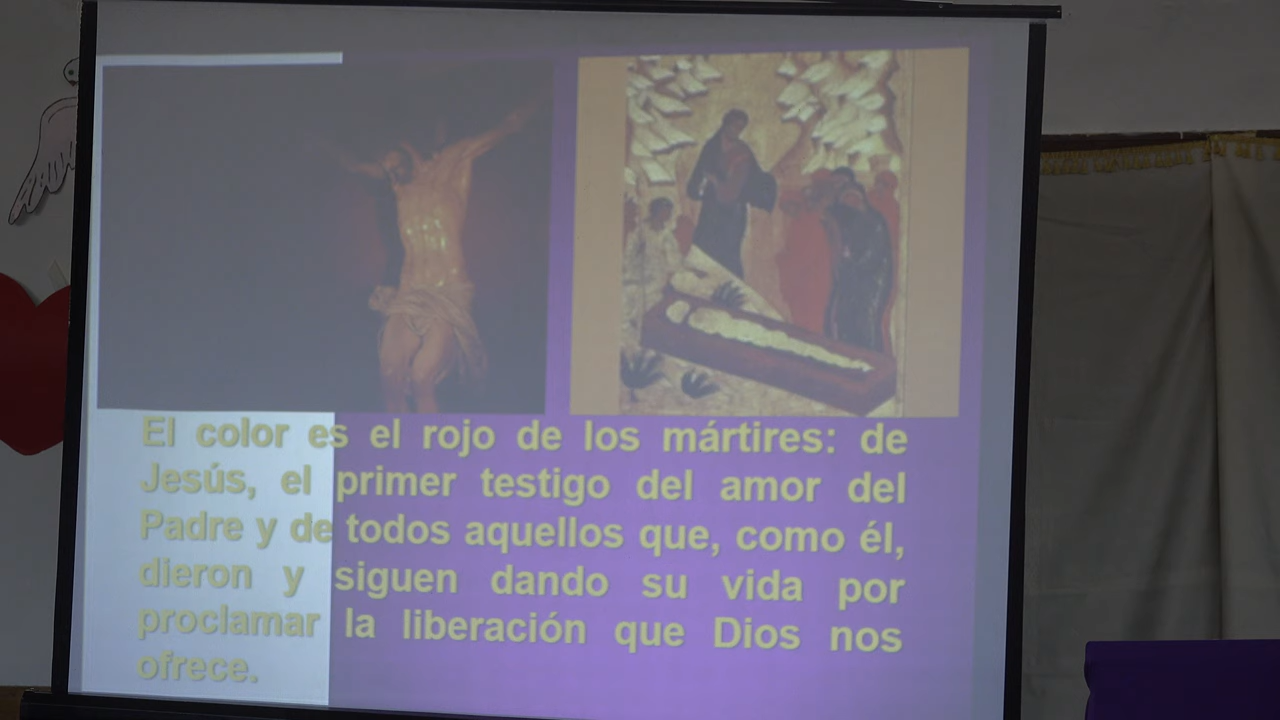 El color es el rojo de los mártires: de
Jesús, el primer testigo del amor del
Padre y de todos aquellos que, como él,
dieron y siguen dando su vida por
proclamar la liberación que Dios nos
ofrece.